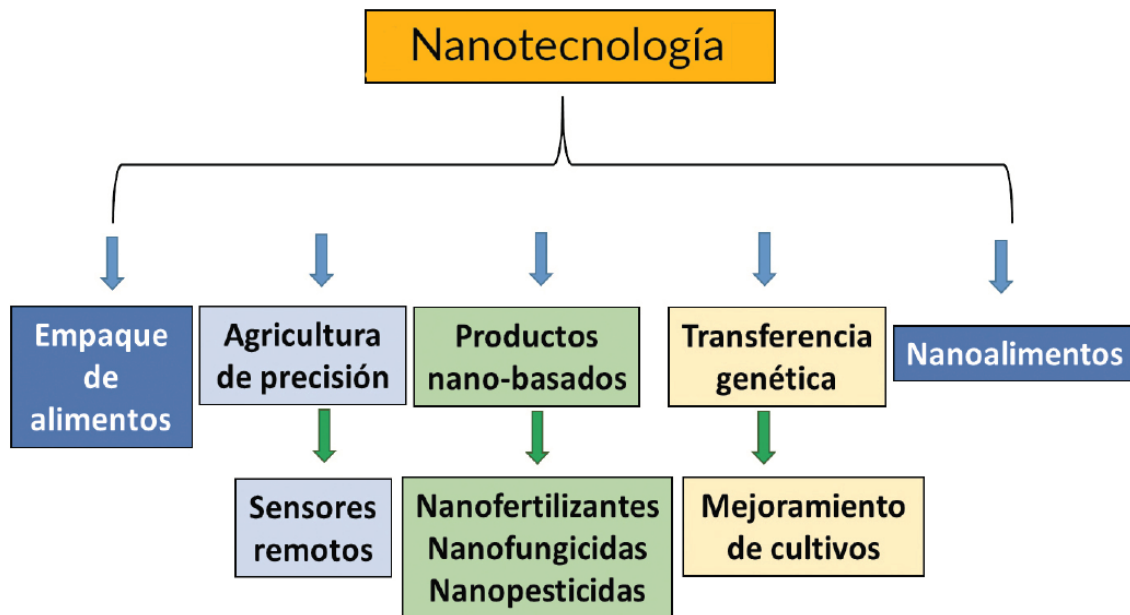 Nanotecnología
Empaque
de
alimentos
Agricultura
de precisión
Productos
nano-basados
Transferencia
genética
Nanoalimentos
Sensores
remotos
Nanofertilizantes
Nanofungicidas
Nanopesticidas
Mejoramiento
de cultivos